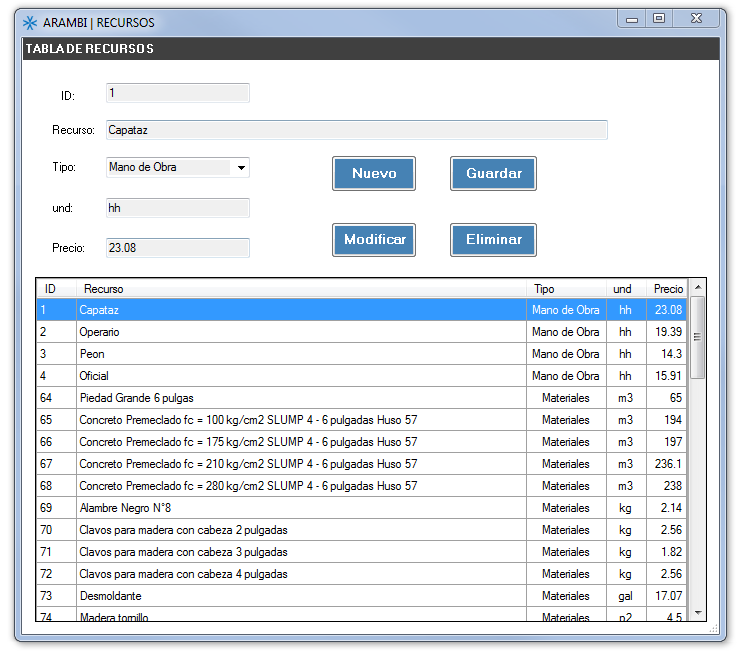 ARAMBI | RECURSOS
TABLA DE RECURSOS
ID: 1
Recurso: Capataz
Tipo: Mano de Obra Nuevo Guardar
und: hh
Modificar Eliminar
Precio: 23.08
ID Recurso Tipo und Precio
1 Capataz Mano de Obra hh 23.08
2 Operario Mano de Obra hh 19.39
3 Peon Mano de Obra hh 14.3
4 Oficial Mano de Obra hh 15.91
64 Piedad Grande 6 pulgas Materiales m3 65
65 Concreto Premeclado fc = 100 kg/cm2 SLUMP 4 - 6 pulgadas Huso 57 Materiales m3 194
66 Concreto Premeclado fc = 175 kg/cm2 SLUMP 4 - 6 pulgadas Huso 57 Materiales m3 197
67 Concreto Premeclado fc = 210 kg/cm2 SLUMP 4 - 6 pulgadas Huso 57 Materiales m3 236.1
68 Concreto Premeclado fc = 280 kg/cm2 SLUMP 4 - 6 pulgadas Huso 57 Materiales m3 238
69 Alambre Negro N°8 Materiales kg 2.14
70 Clavos para madera con cabeza 2 pulgadas Materiales kg 2.56
71 Clavos para madera con cabeza 3 pulgadas Materiales kg 1.82
72 Clavos para madera con cabeza 4 pulgadas Materiales kg 2.56
73 Desmoldante Materiales gal 17.07
74 Madera tornillo Materiales p2 4.5